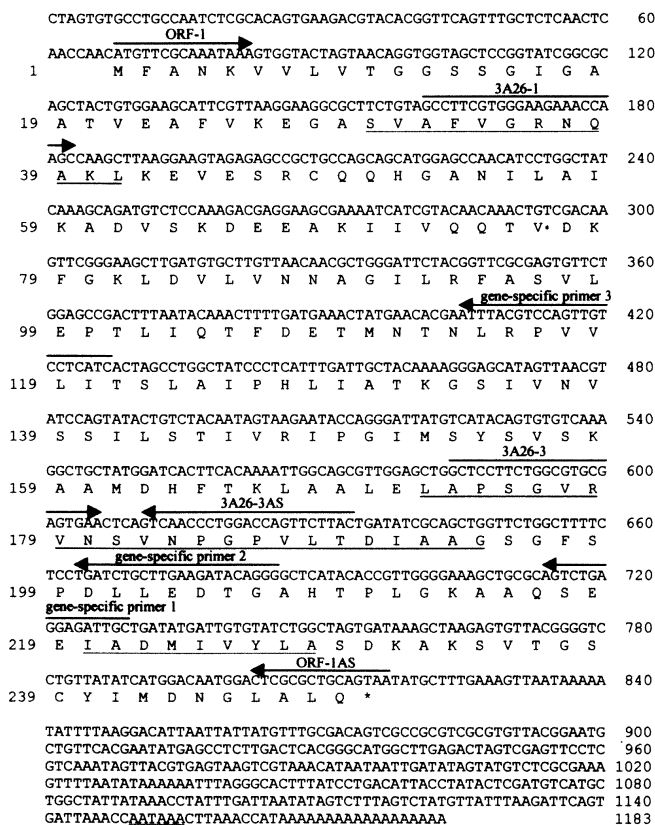 CTAGTGTGCCTGCCAATCTCGCACAGTGAAGACGTACACGGTTCAGTTTGCTCTCAACTC 60
ORF-1
AACCAACATGTTCGCAAATAAAGTGGTACTAGTAACAGGTGGTAGCTCCGGTATCGGCGC 120
1 M F A N K V V L V T G G S S G I G A
3A26-1
AGCTACTGTGGAAGCATTCGTTAAGGAAGGCGCTTCTGTAGCCTTCGTGGGAAGAAACCA 180
19 A T V E A F V K E G A S V A F V G R N Q
AGCCAAGCTTAAGGAAGTAGAGAGCCGCTGCCAGCAGCATGGAGCCAACATCCTGGCTAT 240
39 A K L K E V E S R C Q Q H G A N I L A I
CAAAGCAGATGTCTCCAAAGACGAGGAAGCGAAAATCATCGTACAACAAACTGTCGACAA 300
59 K A D V S K D E E A K I I V Q Q T V D K
GTTCGGGAAGCTTGATGTGCTTGTTAACAACGCTGGGATTCTACGGTTCGCGAGTGTTCT 360
79 F G K L D V L V N N A G I L R F A S V L
GGAGCCGACTTTAATACAAACTTTTGATGAAACTATGAACACGAATTTACGTCCAGTTGT 420
gene-specific primer 3
99 E P T L I Q T F D E T M N T N L R P V V
CCTCATCACTAGCCTGGCTATCCCTCATTTGATTGCTACAAAAGGGAGCATAGTTAACGT 480
119 L I T S L A I P H L I A T K G S I V N V
ATCCAGTATACTGTCTACAATAGTAAGAATACCAGGGATTATGTCATACAGTGTGTCAAA 540
139 S S I L S T I V R I P G I M S Y S V S K
3A26-3
GGCTGCTATGGATCACTTCACAAAATTGGCAGCGTTGGAGCTGGCTCCTTCTGGCGTGCG 600
159 A A M D H F T K L A A L E L A P S G V R
3A26-3AS
AGTGAACTCAGTCAACCCTGGACCAGTTCTTACTGATATCGCAGCTGGTTCTGGCTTTTC 660
179 V N S V N P G P V L T D I A A G S G F S
gene-specific primer 2
TCCTGATCTGCTTGAAGATACAGGGGCTCATACACCGTTGGGGAAAGCTGCGCAGTCTGA 720
199 P D L L E D T G A H T P L G K A A Q S E
gene-specific primer 1
GGAGATTGCTGATATGATTGTGTATCTGGCTAGTGATAAAGCTAAGAGTGTTACGGGGTC 780
219 E I A D M I V Y L A S D K A K S V T G S
ORF-1AS
CTGTTATATCATGGACAATGGACTCGCGCTGCAGTAATATGCTTTGAAAGTTAATAAAAA 840
239 C Y I M D N G L A L Q *
TATTTTAAGGACATTAATTATTATGTTTGCGACAGTCGCCGCGTCGCGTGTTACGGAATG 900
CTGTTCACGAATATGAGCCTCTTGACTCACGGGCATGGCTTGAGACTAGTCGAGTTCCTC 960
GTCAAATAGTTACGTGAGTAAGTCGTAAACATAATAATTGATATAGTATGTCTCGCGAAA 1020
GTTTTAATATAAAAAATTTAGGGCACTTTATCCTGACATTACCTATACTCGATGTCATGC 1080
TGGCTATTATAAACCTATTTGATTAATATAGTCTTTAGTCTATGTTATTTAAGATTCAGT 1140
GATTAAACCAATAAACTTAAACCATAAAAAAAAAAAAAAAAAA 1183